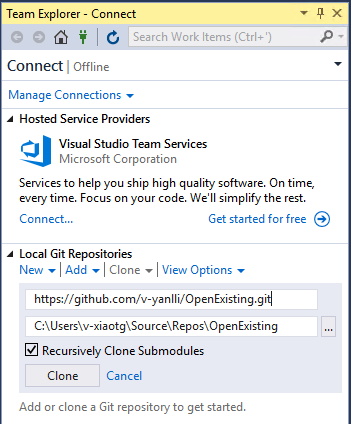 Team Explorer - Connect
Search Work Items (Ctrl+')
Connect | Offline
Manage Connections
Hosted Service Providers
Visual Studio Team Services
Microsoft Corporation
Services to help you ship high quality software. On time,
every time. Focus on your code. We'll simplify the rest.
Connect... Get started for free
Local Git Repositories
New | Add | Clone | View Options
https://github.com/v-yanlli/OpenExisting.git
C:\Users\v-xiaotg\Source\Repos\OpenExisting ...
Recursively Clone Submodules
Clone Cancel
Add or clone a Git repository to get started.